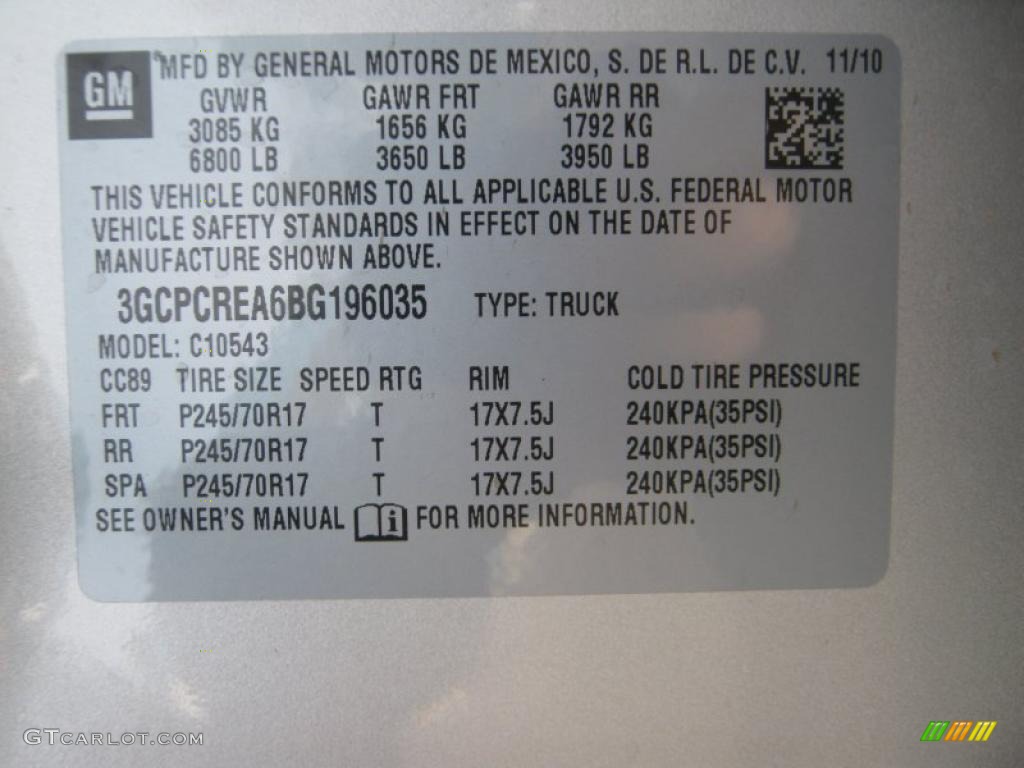 GM
MFD BY GENERAL MOTORS DE MEXICO, S. DE R.L. DE C.V. 11/10
GVWR GAWR FRT GAWR RR
3085 KG 1656 KG 1792 KG
6800 LB 3650 LB 3950 LB
THIS VEHICLE CONFORMS TO ALL APPLICABLE U.S. FEDERAL MOTOR
VEHICLE SAFETY STANDARDS IN EFFECT ON THE DATE OF
MANUFACTURE SHOWN ABOVE.
3GCPCREA6BG196035 TYPE: TRUCK
MODEL: C10543
CC89 TIRE SIZE SPEED RTG RIM COLD TIRE PRESSURE
FRT P245/70R17 T 17X7.5J 240KPA(35PSI)
RR P245/70R17 T 17X7.5J 240KPA(35PSI)
SPA P245/70R17 T 17X7.5J 240KPA(35PSI)
SEE OWNER'S MANUAL i FOR MORE INFORMATION.
GTCARLOT.COM